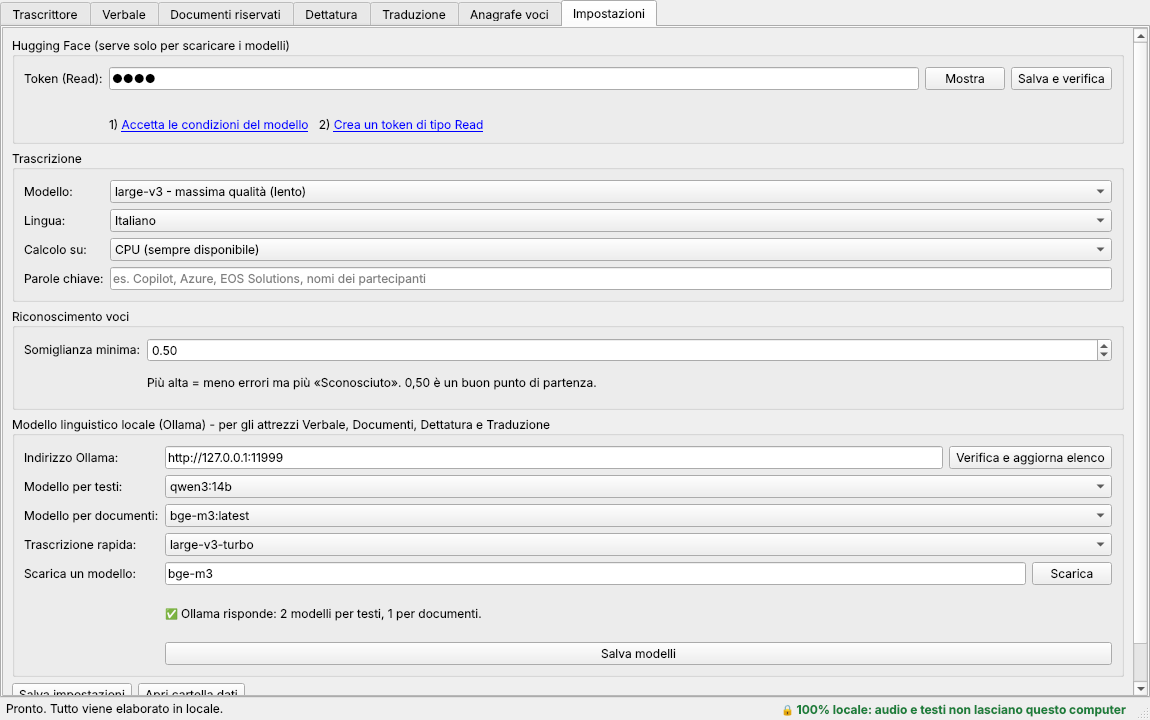 Trascrittore Verbale Documenti riservati Dettatura Traduzione Anagrafe voci Impostazioni
Hugging Face (serve solo per scaricare i modelli)
Token (Read): ●●●● Mostra Salva e verifica
1) Accetta le condizioni del modello 2) Crea un token di tipo Read
Trascrizione
Modello: large-v3 - massima qualità (lento)
Lingua: Italiano
Calcolo su: CPU (sempre disponibile)
Parole chiave: es. Copilot, Azure, EOS Solutions, nomi dei partecipanti
Riconoscimento voci
Somiglianza minima: 0.50
Più alta = meno errori ma più «Sconosciuto». 0,50 è un buon punto di partenza.
Modello linguistico locale (Ollama) - per gli attrezzi Verbale, Documenti, Dettatura e Traduzione
Indirizzo Ollama: http://127.0.0.1:11999 Verifica e aggiorna elenco
Modello per testi: qwen3:14b
Modello per documenti: bge-m3:latest
Trascrizione rapida: large-v3-turbo
Scarica un modello: bge-m3 Scarica
✅ Ollama risponde: 2 modelli per testi, 1 per documenti.
Salva modelli
Salva impostazioni Apri cartella dati
Pronto. Tutto viene elaborato in locale. 🔒 100% locale: audio e testi non lasciano questo computer